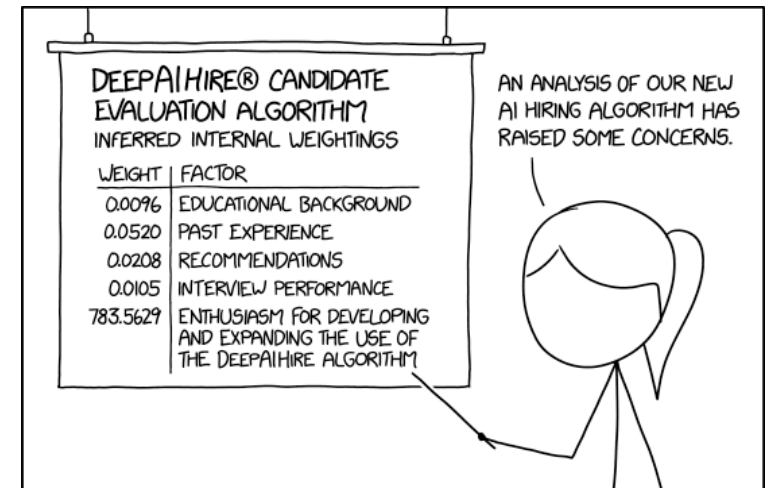 DEEPAIHIRE® CANDIDATE
EVALUATION ALGORITHM
INFERRED INTERNAL WEIGHTINGS
WEIGHT FACTOR
0.0096 EDUCATIONAL BACKGROUND
0.0520 PAST EXPERIENCE
0.0208 RECOMMENDATIONS
0.0105 INTERVIEW PERFORMANCE
783.5629 ENTHUSIASM FOR DEVELOPING
AND EXPANDING THE USE OF
THE DEEPAIHIRE ALGORITHM
AN ANALYSIS OF OUR NEW
AI HIRING ALGORITHM HAS
RAISED SOME CONCERNS.